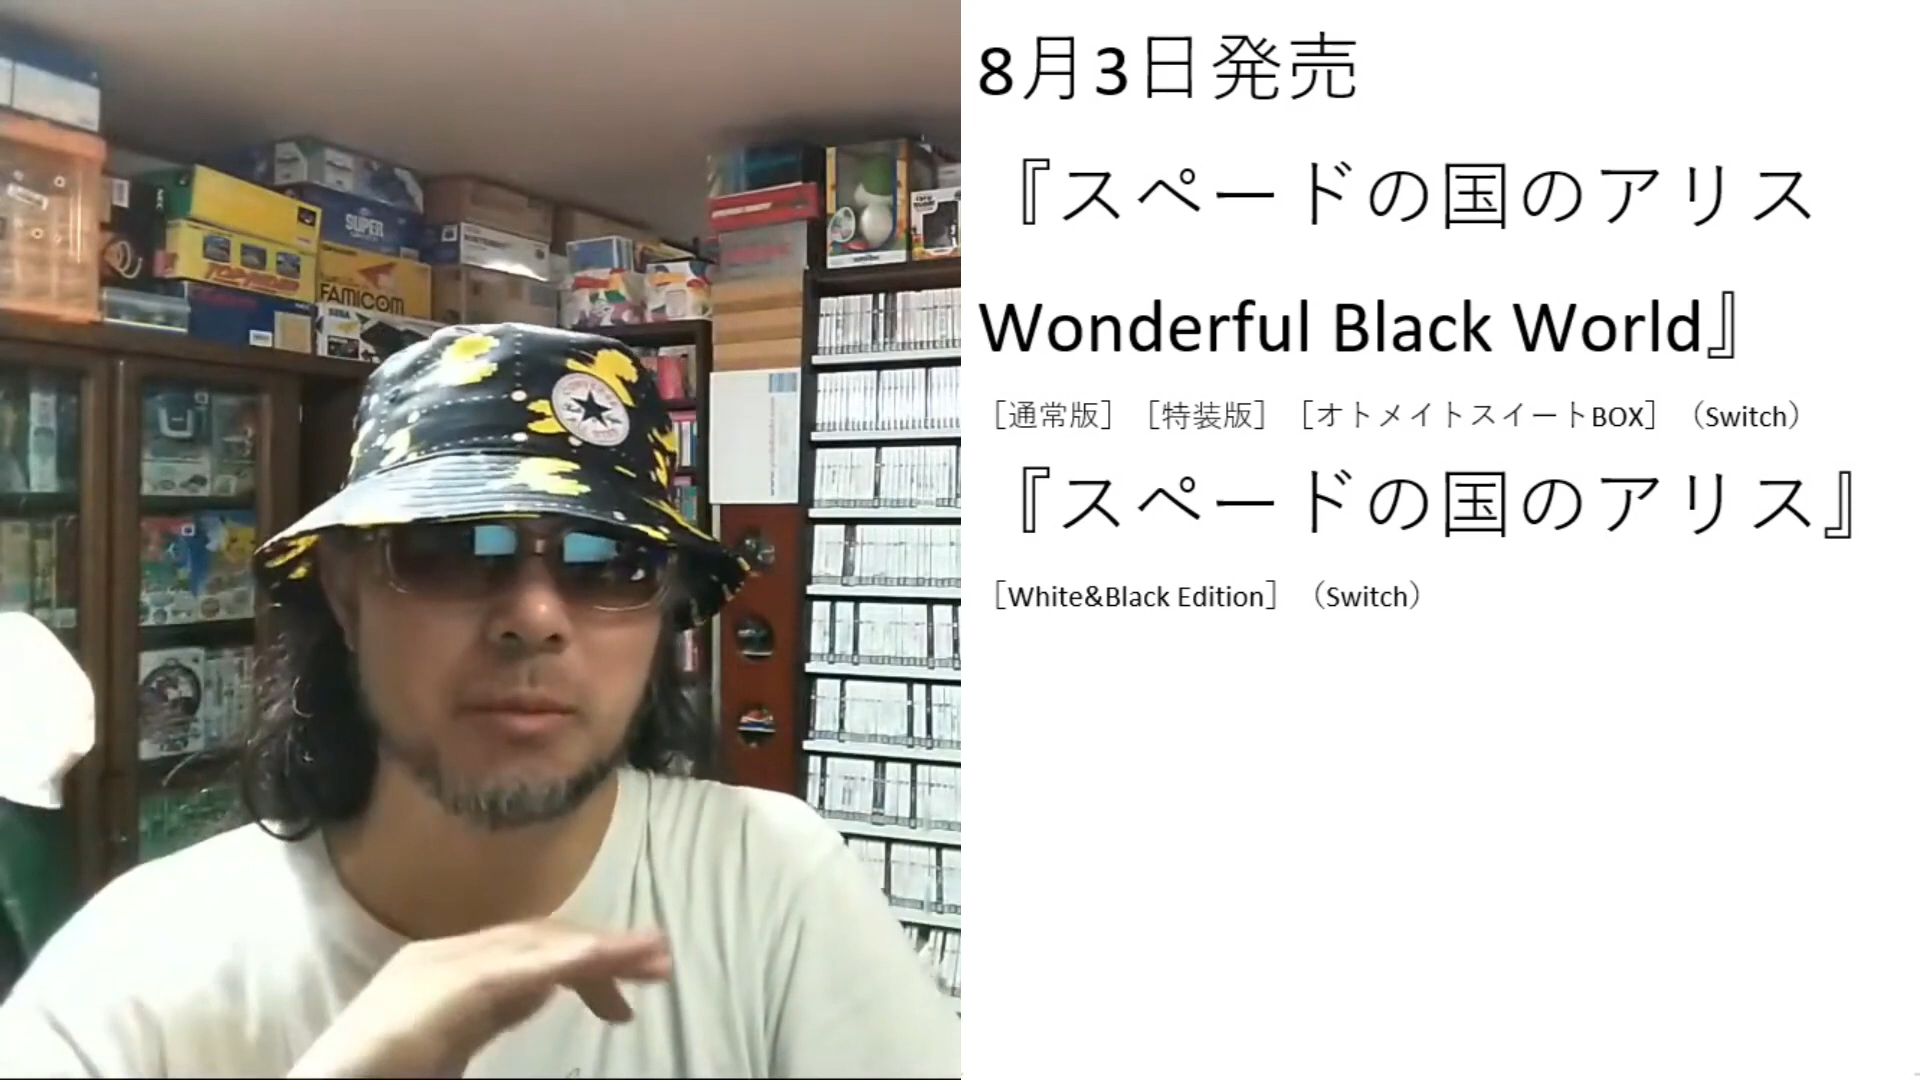 8月3日発売
『スペードの国のアリス
Wonderful Black World』
［通常版］［特装版］［オトメイトスイートBOX］（Switch）
『スペードの国のアリス』
［White&Black Edition］（Switch）
SUPER
FAMICOM
CONVERSE